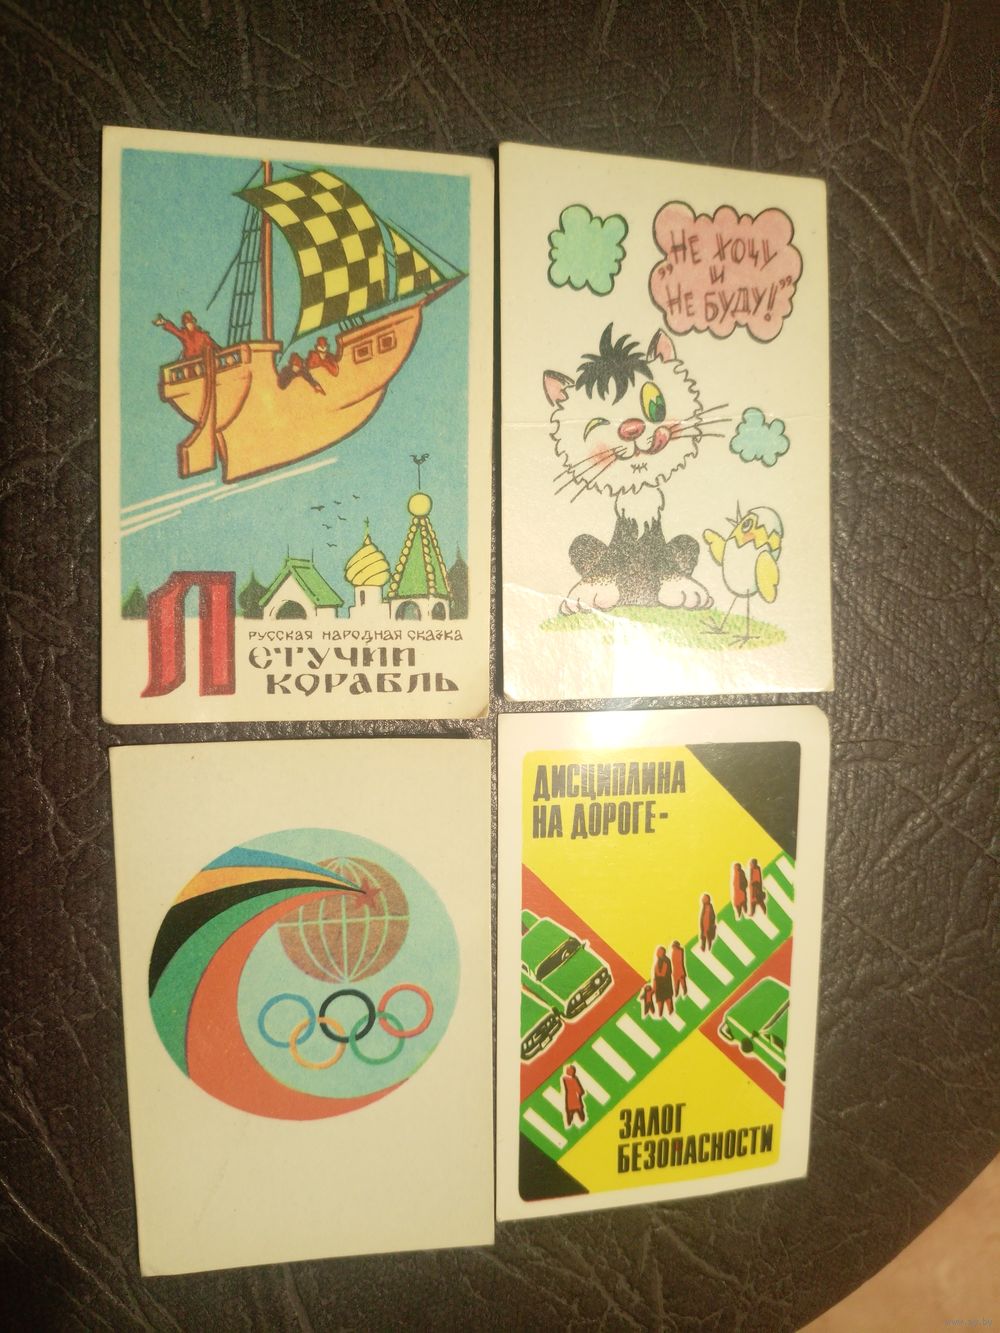 "НЕ ХОЧУ
И
НЕ БУДУ!"
РУССКАЯ НАРОДНАЯ СКАЗКА
ЛЕТУЧИЙ
КОРАБЛЬ
ДИСЦИПЛИНА
НА ДОРОГЕ-
ЗАЛОГ
БЕЗОПАСНОСТИ